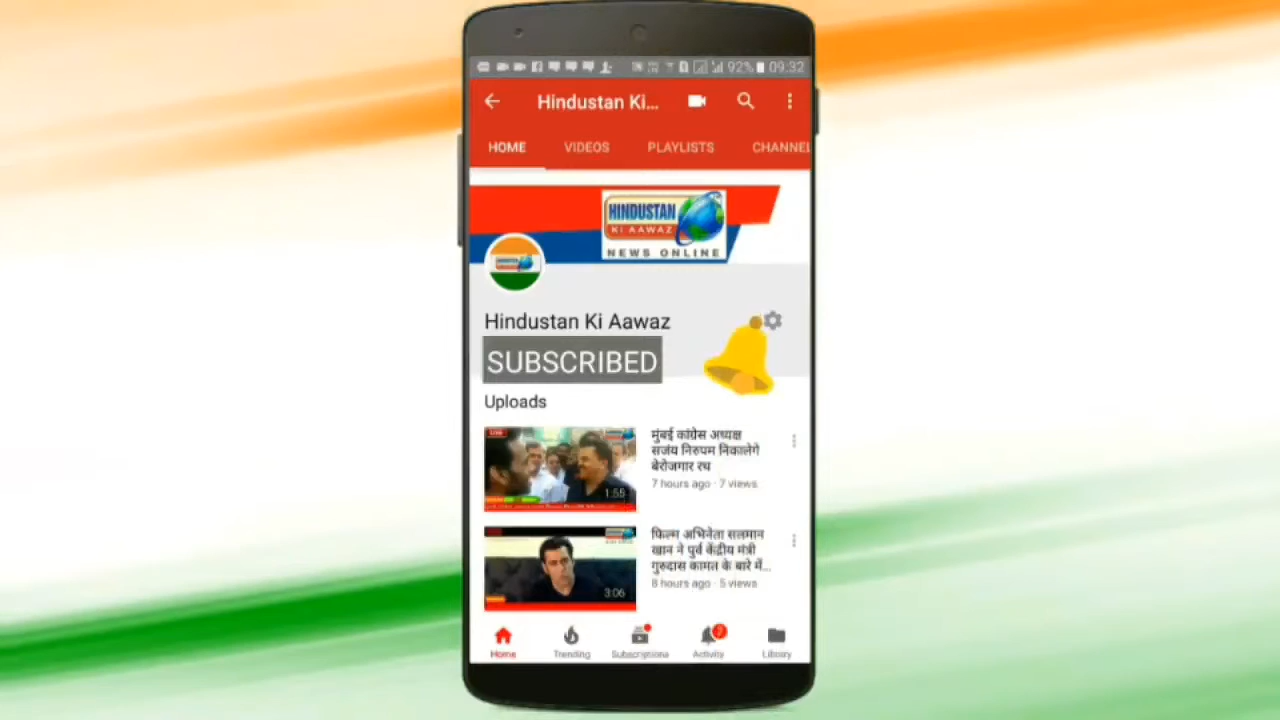 92% 09:32
Hindustan Ki...
HOME VIDEOS PLAYLISTS CHANNEL
HINDUSTAN
KI AAWAZ
NEWS ONLINE
Hindustan Ki Aawaz
SUBSCRIBED
Uploads
LIVE
1:55
मुंबई कांग्रेस अध्यक्ष
सजंय निरुपम निकालेगे
बेरोजगार रथ
7 hours ago · 7 views
3:06
फिल्म अभिनेता सलमान
खान ने पुर्व केंद्रीय मंत्री
गुरुदास कामत के बारे में...
8 hours ago · 5 views
Home Trending Subscriptions Activity Library